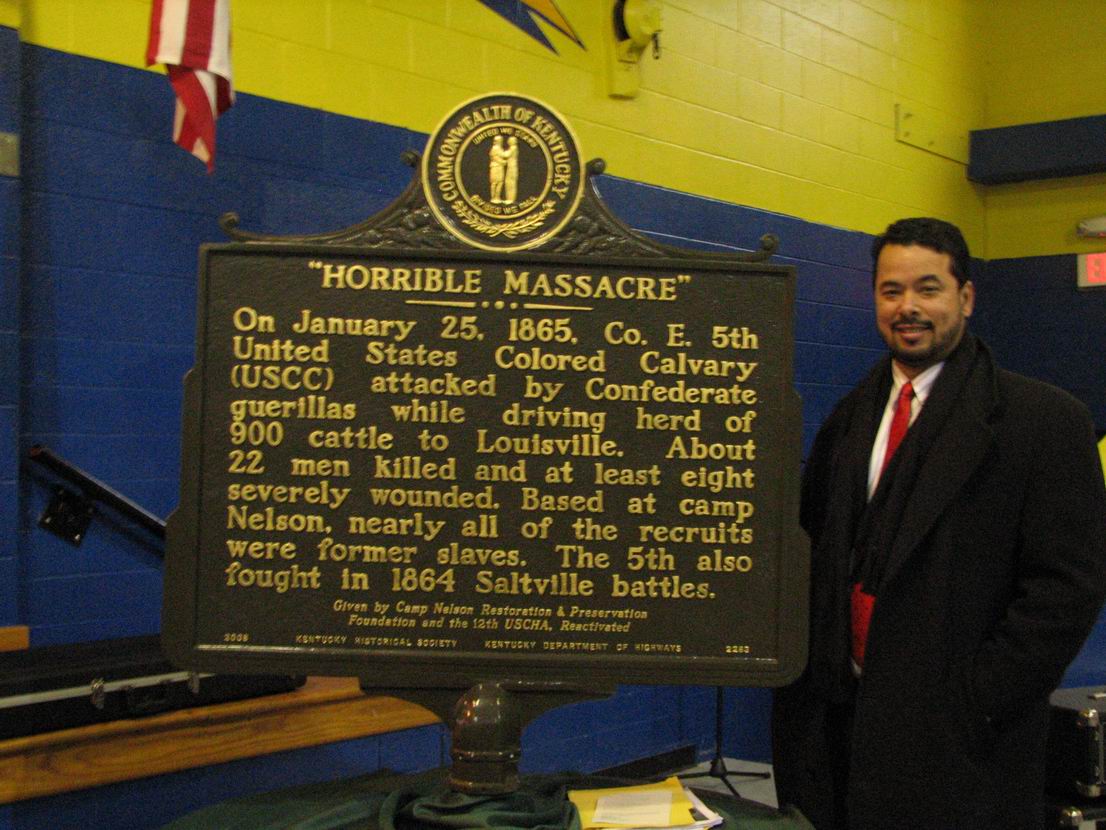 COMMONWEALTH OF KENTUCKY
UNITED WE STAND
DIVIDED WE FALL
"HORRIBLE MASSACRE"
On January 25, 1865, Co. E. 5th
United States Colored Calvary
(USCC) attacked by Confederate
guerillas while driving herd of
900 cattle to Louisville. About
22 men killed and at least eight
severely wounded. Based at camp
Nelson, nearly all of the recruits
were former slaves. The 5th also
fought in 1864 Saltville battles.
Given by Camp Nelson Restoration & Preservation
Foundation and the 12th USCHA, Reactivated
2008 KENTUCKY HISTORICAL SOCIETY KENTUCKY DEPARTMENT OF HIGHWAYS 2263